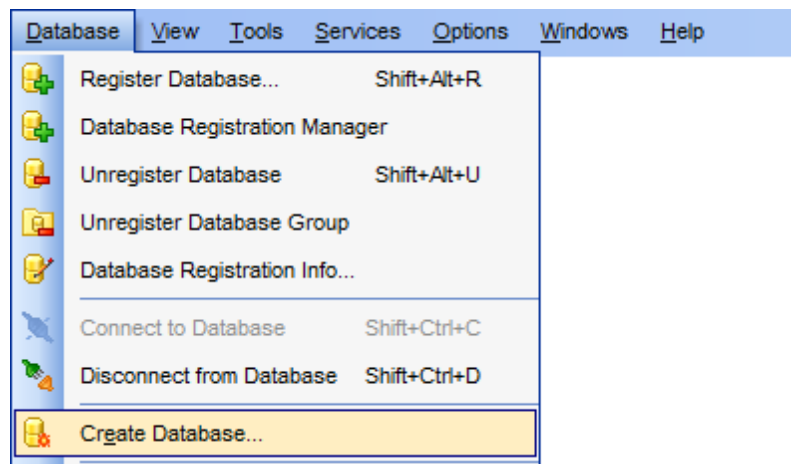 Database View Tools Services Options Windows Help
Register Database... Shift+Alt+R
Database Registration Manager
Unregister Database Shift+Alt+U
Unregister Database Group
Database Registration Info...
Connect to Database Shift+Ctrl+C
Disconnect from Database Shift+Ctrl+D
Create Database...